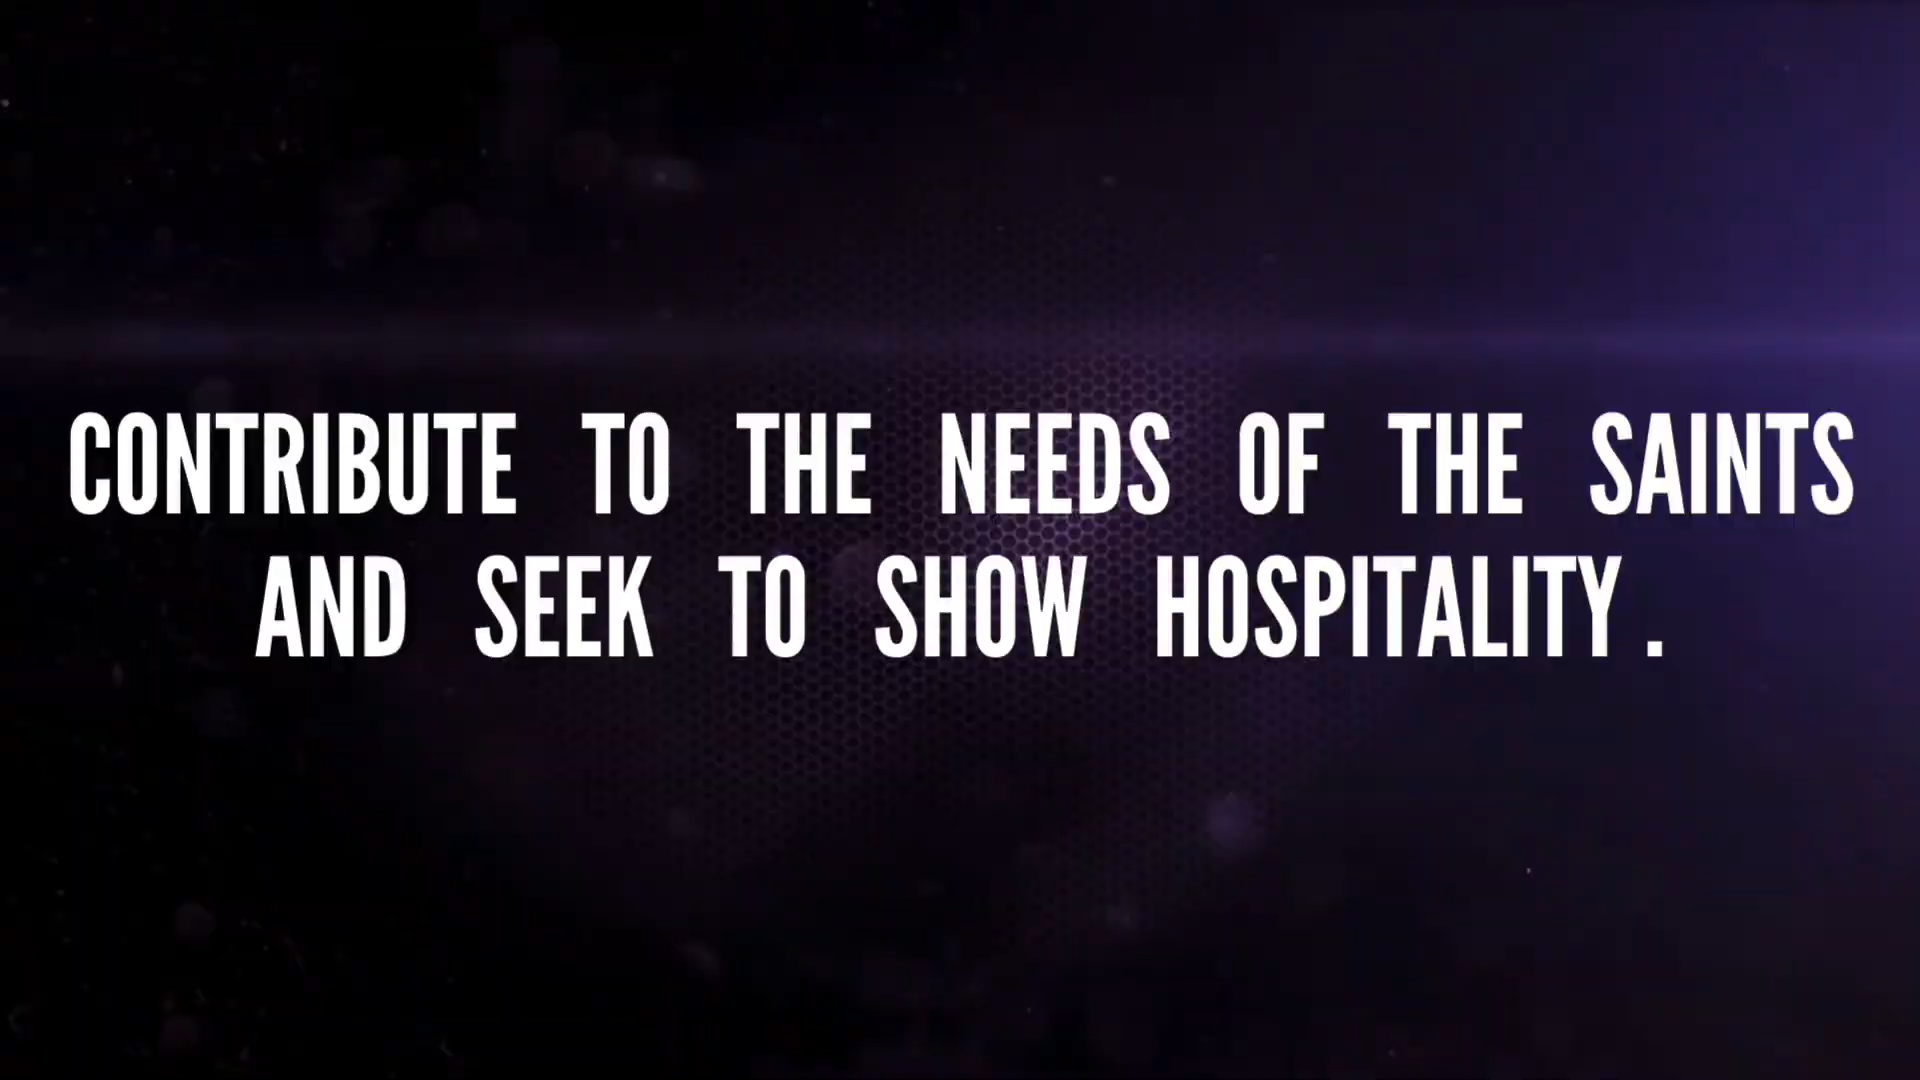 CONTRIBUTE TO THE NEEDS OF THE SAINTS
AND SEEK TO SHOW HOSPITALITY.